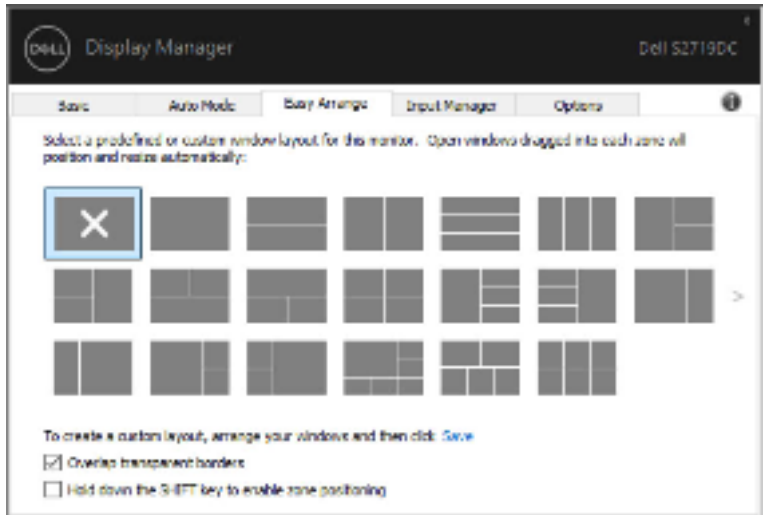 DELL Display Manager
Dell S2719DC
Basic Auto Mode Easy Arrange Input Manager Options
Select a predefined or custom window layout for this monitor. Open windows dragged into each zone will
position and resize automatically:
>
To create a custom layout, arrange your windows and then click Save
Overlap transparent borders
Hold down the SHIFT key to enable zone positioning